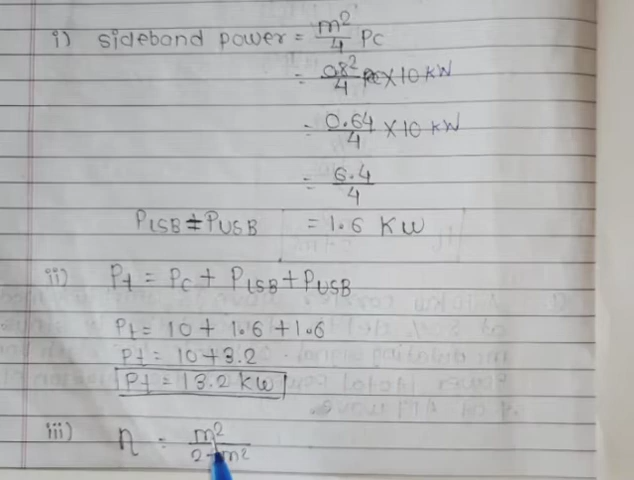 i) sideband power = m²/4 Pc
= 0.8²/4 × 10 KW
= 0.64/4 × 10 KW
= 6.4/4
PLSB = PUSB = 1.6 KW
ii) Pt = Pc + PLSB + PUSB
Pt = 10 + 1.6 + 1.6
Pt = 10 + 3.2
Pt = 13.2 KW
iii) η = m²/2+m²